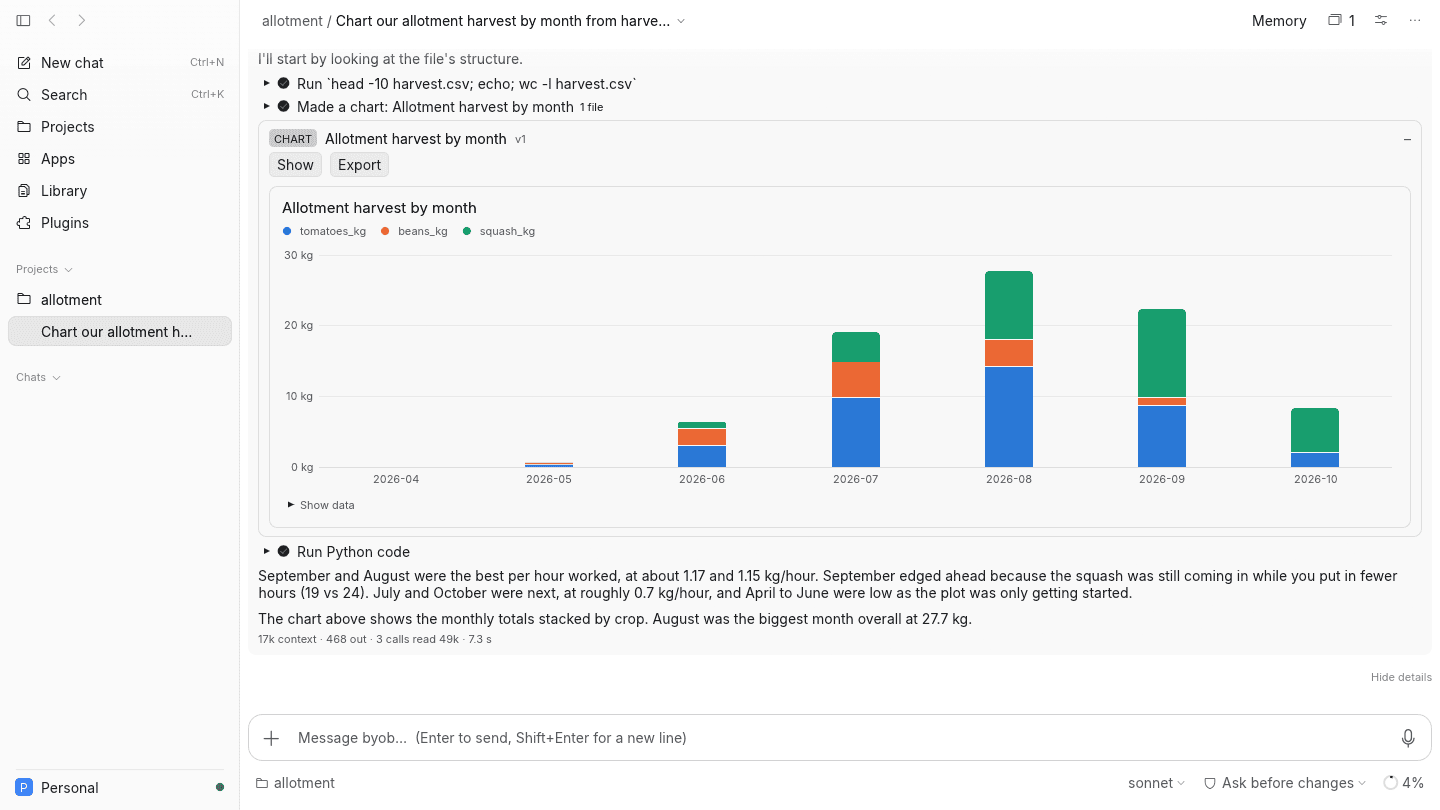 New chat Ctrl+N
Search Ctrl+K
Projects
Apps
Library
Plugins
Projects
allotment
Chart our allotment h...
Chats
P Personal
allotment / Chart our allotment harvest by month from harve...
Memory
1
I'll start by looking at the file's structure.
Run `head -10 harvest.csv; echo; wc -l harvest.csv`
Made a chart: Allotment harvest by month 1 file
CHART Allotment harvest by month v1
Show Export
Allotment harvest by month
tomatoes_kg beans_kg squash_kg
30 kg
20 kg
10 kg
0 kg
2026-04 2026-05 2026-06 2026-07 2026-08 2026-09 2026-10
Show data
Run Python code
September and August were the best per hour worked, at about 1.17 and 1.15 kg/hour. September edged ahead because the squash was still coming in while you put in fewer
hours (19 vs 24). July and October were next, at roughly 0.7 kg/hour, and April to June were low as the plot was only getting started.
The chart above shows the monthly totals stacked by crop. August was the biggest month overall at 27.7 kg.
17k context · 468 out · 3 calls read 49k · 7.3 s
Hide details
Message byob... (Enter to send, Shift+Enter for a new line)
allotment
sonnet Ask before changes 4%